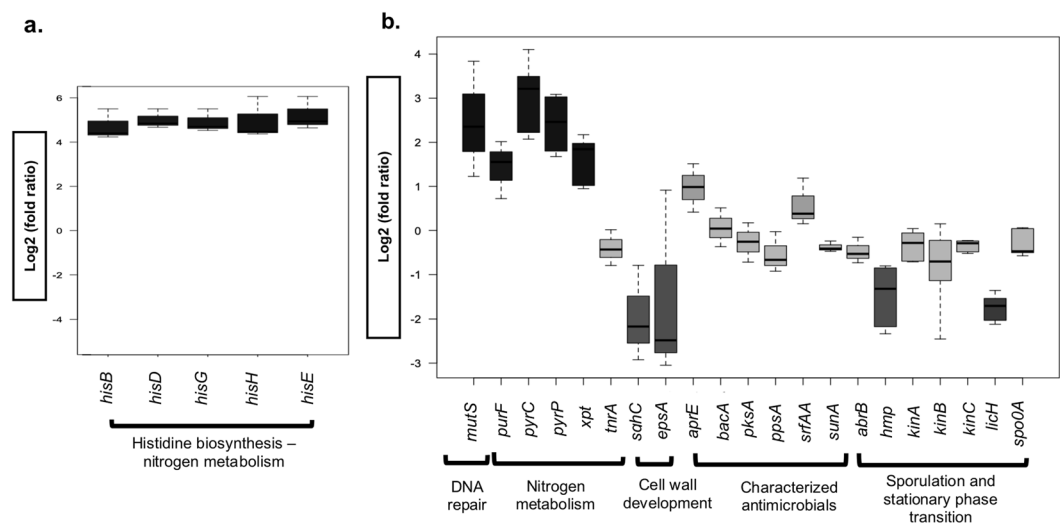 a.
Log2 (fold ratio)
6
4
2
0
-2
-4
hisB
hisD
hisG
hisH
hisE
Histidine biosynthesis –
nitrogen metabolism
b.
Log2 (fold ratio)
4
3
2
1
0
-1
-2
-3
mutS
purF
pyrC
pyrP
xpt
tnrA
sdhC
epsA
aprE
bacA
pksA
ppsA
srfAA
sunA
abrB
hmp
kinA
kinB
kinC
licH
spo0A
DNA
repair
Nitrogen
metabolism
Cell wall
development
Characterized
antimicrobials
Sporulation and
stationary phase
transition